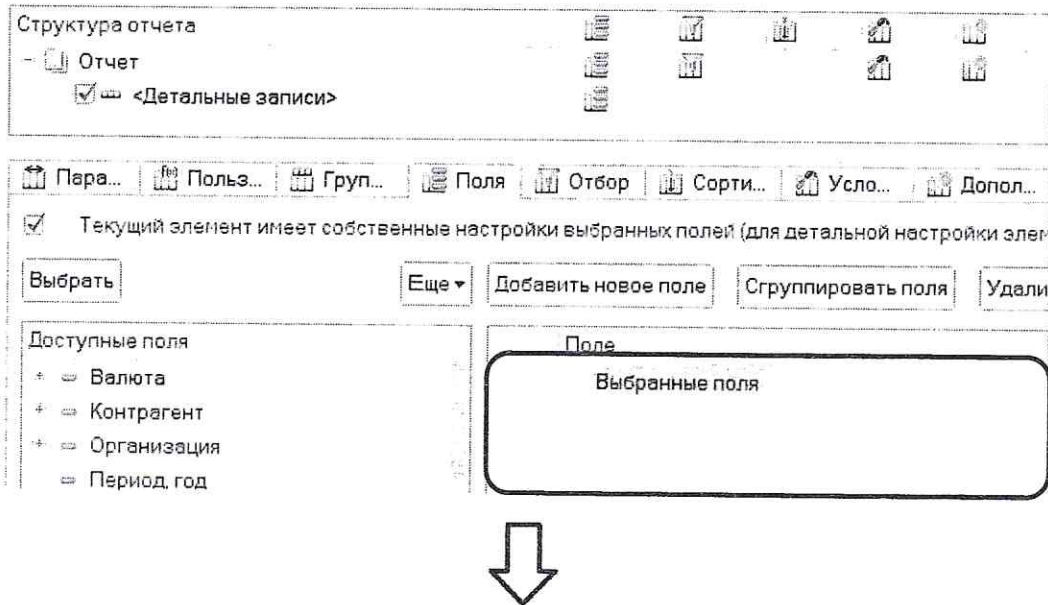 Структура отчета
Отчет
<Детальные записи>
Пара... Польз... Груп... Поля Отбор Сорти... Усло... Допол...
Текущий элемент имеет собственные настройки выбранных полей (для детальной настройки элем
Выбрать Еще Добавить новое поле Сгруппировать поля Удали
Доступные поля Поле
Валюта Выбранные поля
Контрагент
Организация
Период, год